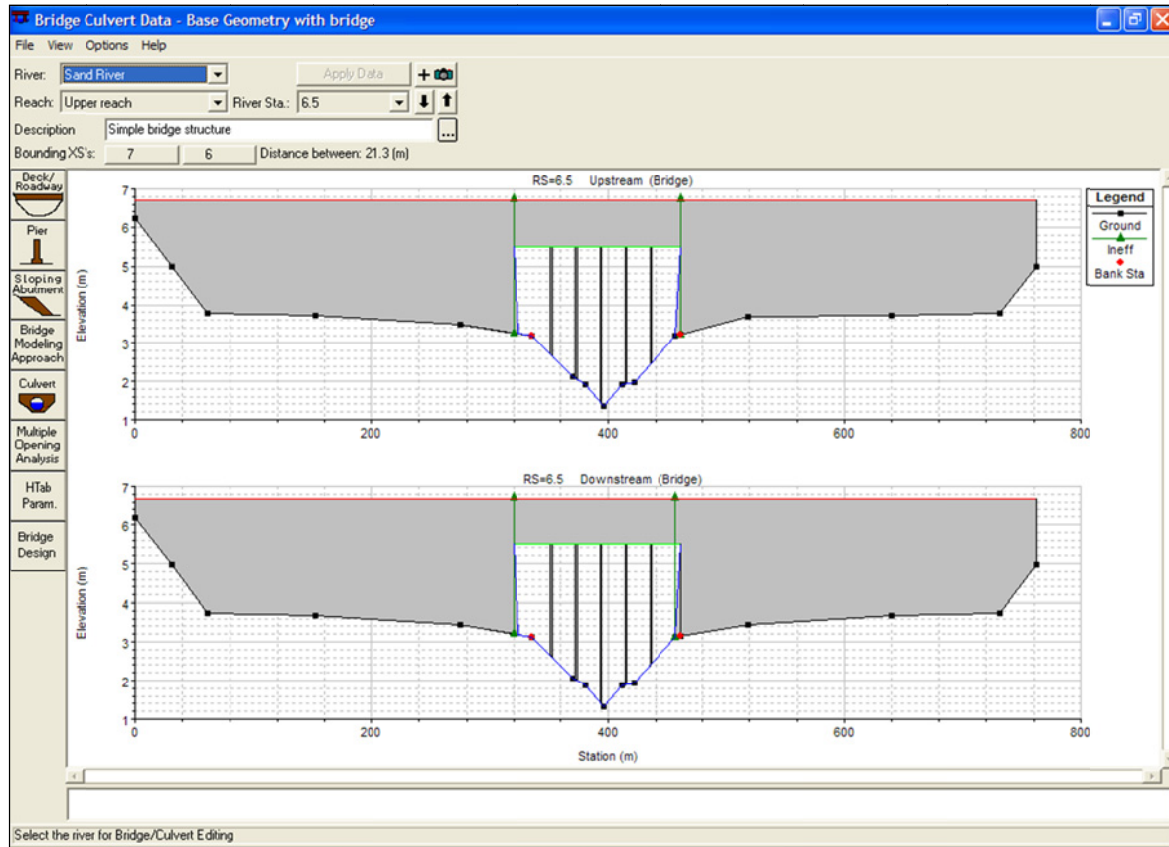 Bridge Culvert Data - Base Geometry with bridge
File View Options Help
River: Sand River Apply Data
Reach: Upper reach River Sta.: 6.5
Description Simple bridge structure ...
Bounding XS's: 7 6 Distance between: 21.3 (m)
Deck/
Roadway
Pier
Sloping
Abutment
Bridge
Modeling
Approach
Culvert
Multiple
Opening
Analysis
HTab
Param.
Bridge
Design
RS=6.5 Upstream (Bridge)
7
6
5
4
3
2
1
Elevation (m)
0 200 400 600 800
Legend
Ground
Ineff
Bank Sta
RS=6.5 Downstream (Bridge)
7
6
5
4
3
2
1
Elevation (m)
0 200 400 600 800
Station (m)
Select the river for Bridge/Culvert Editing